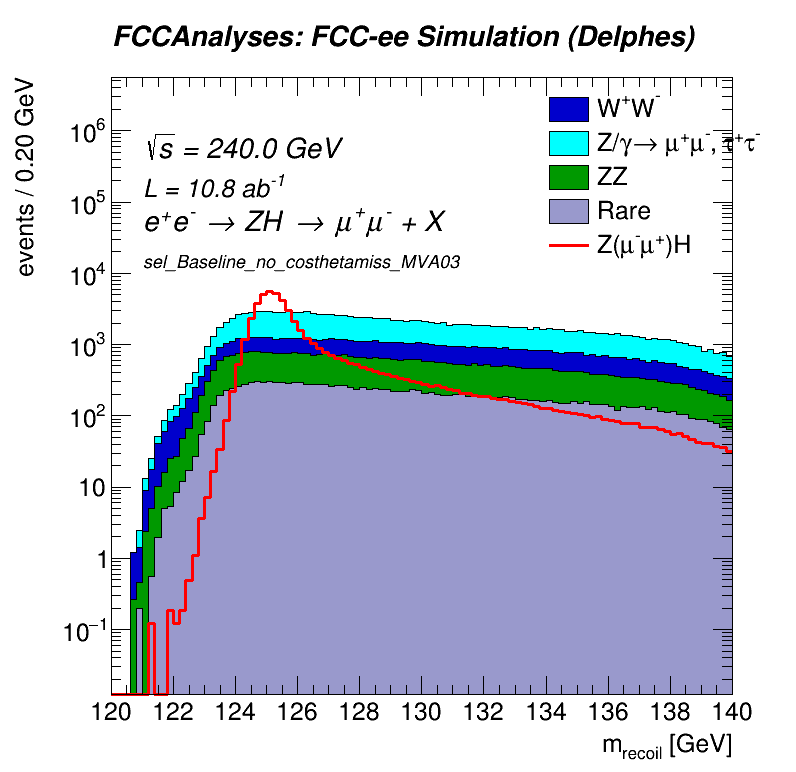 FCCAnalyses: FCC-ee Simulation (Delphes)
events / 0.20 GeV
√s = 240.0 GeV
L = 10.8 ab⁻¹
e⁺e⁻ → ZH → μ⁺μ⁻ + X
sel_Baseline_no_costhetamiss_MVA03
W⁺W⁻
Z/γ→ μ⁺μ⁻, τ⁺τ⁻
ZZ
Rare
Z(μ⁻μ⁺)H
10⁶
10⁵
10⁴
10³
10²
10
1
10⁻¹
120 122 124 126 128 130 132 134 136 138 140
m_recoil [GeV]